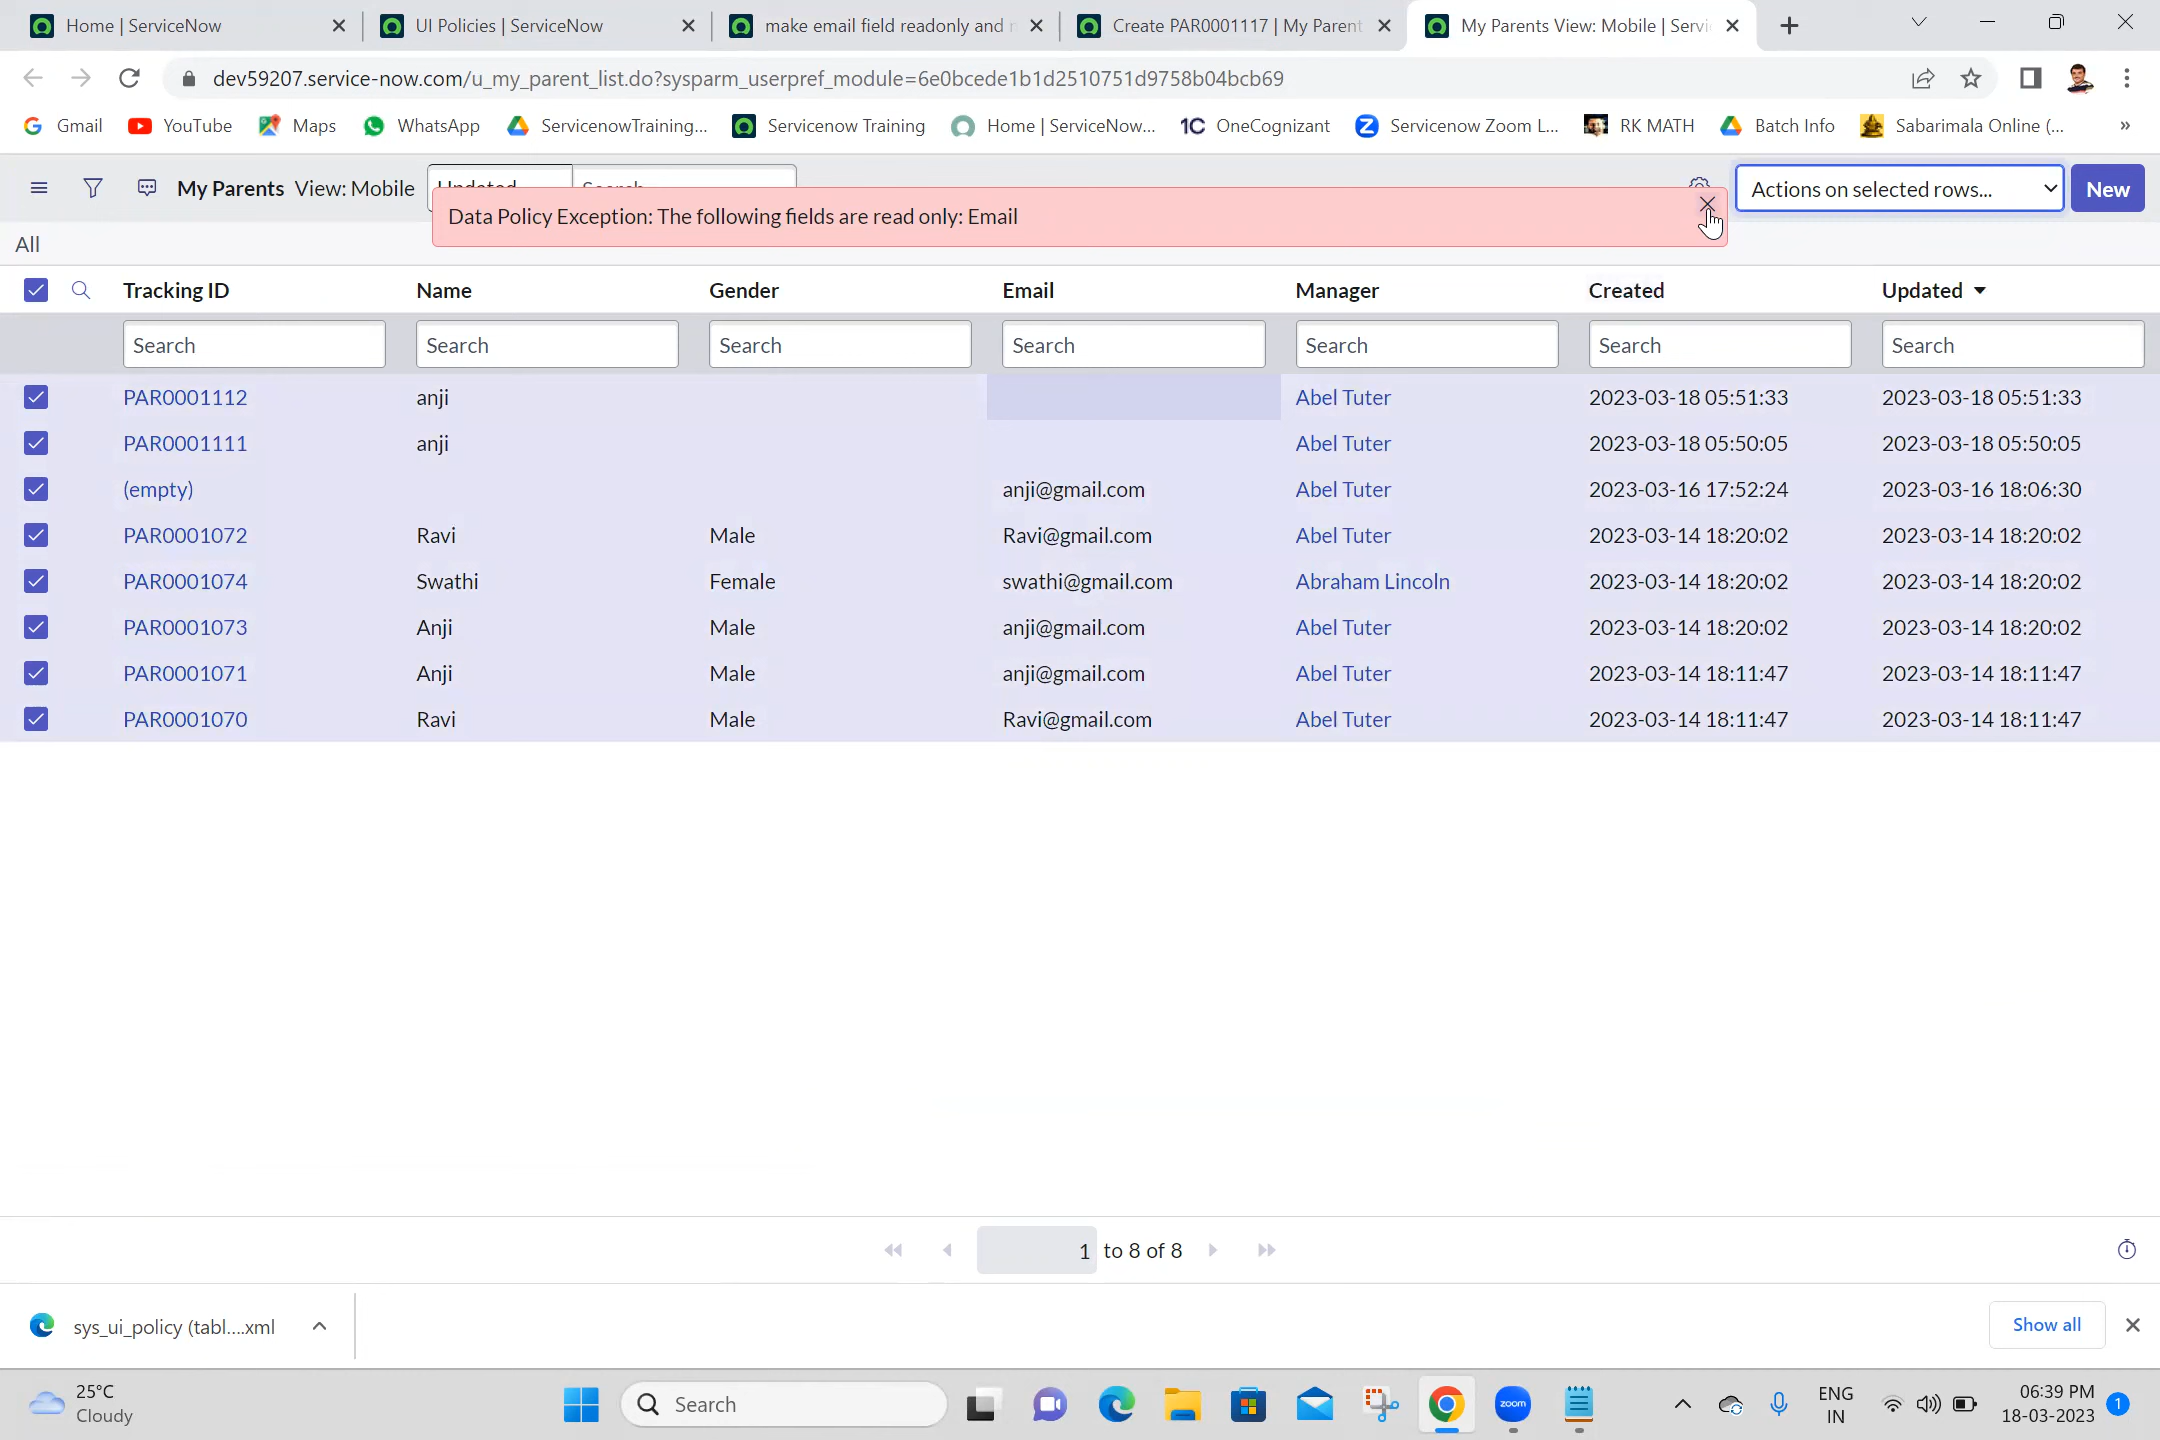 Home | ServiceNow
UI Policies | ServiceNow
make email field readonly and
Create PAR0001117 | My Parent
My Parents View: Mobile | Servi
dev59207.service-now.com/u_my_parent_list.do?sysparm_userpref_module=6e0bcede1b1d2510751d9758b04bcb69
Gmail
YouTube
Maps
WhatsApp
ServicenowTraining...
Servicenow Training
Home | ServiceNow...
1C OneCognizant
Servicenow Zoom L...
RK MATH
Batch Info
Sabarimala Online (...
»
My Parents View: Mobile
Updated
Search
Actions on selected rows...
New
Data Policy Exception: The following fields are read only: Email
All
Tracking ID Name Gender Email Manager Created Updated
Search Search Search Search Search Search Search
PAR0001112 anji Abel Tuter 2023-03-18 05:51:33 2023-03-18 05:51:33
PAR0001111 anji Abel Tuter 2023-03-18 05:50:05 2023-03-18 05:50:05
(empty) anji@gmail.com Abel Tuter 2023-03-16 17:52:24 2023-03-16 18:06:30
PAR0001072 Ravi Male Ravi@gmail.com Abel Tuter 2023-03-14 18:20:02 2023-03-14 18:20:02
PAR0001074 Swathi Female swathi@gmail.com Abraham Lincoln 2023-03-14 18:20:02 2023-03-14 18:20:02
PAR0001073 Anji Male anji@gmail.com Abel Tuter 2023-03-14 18:20:02 2023-03-14 18:20:02
PAR0001071 Anji Male anji@gmail.com Abel Tuter 2023-03-14 18:11:47 2023-03-14 18:11:47
PAR0001070 Ravi Male Ravi@gmail.com Abel Tuter 2023-03-14 18:11:47 2023-03-14 18:11:47
1 to 8 of 8
sys_ui_policy (tabl....xml
Show all
25°C
Cloudy
Search
zoom
ENG
IN
06:39 PM
18-03-2023
1